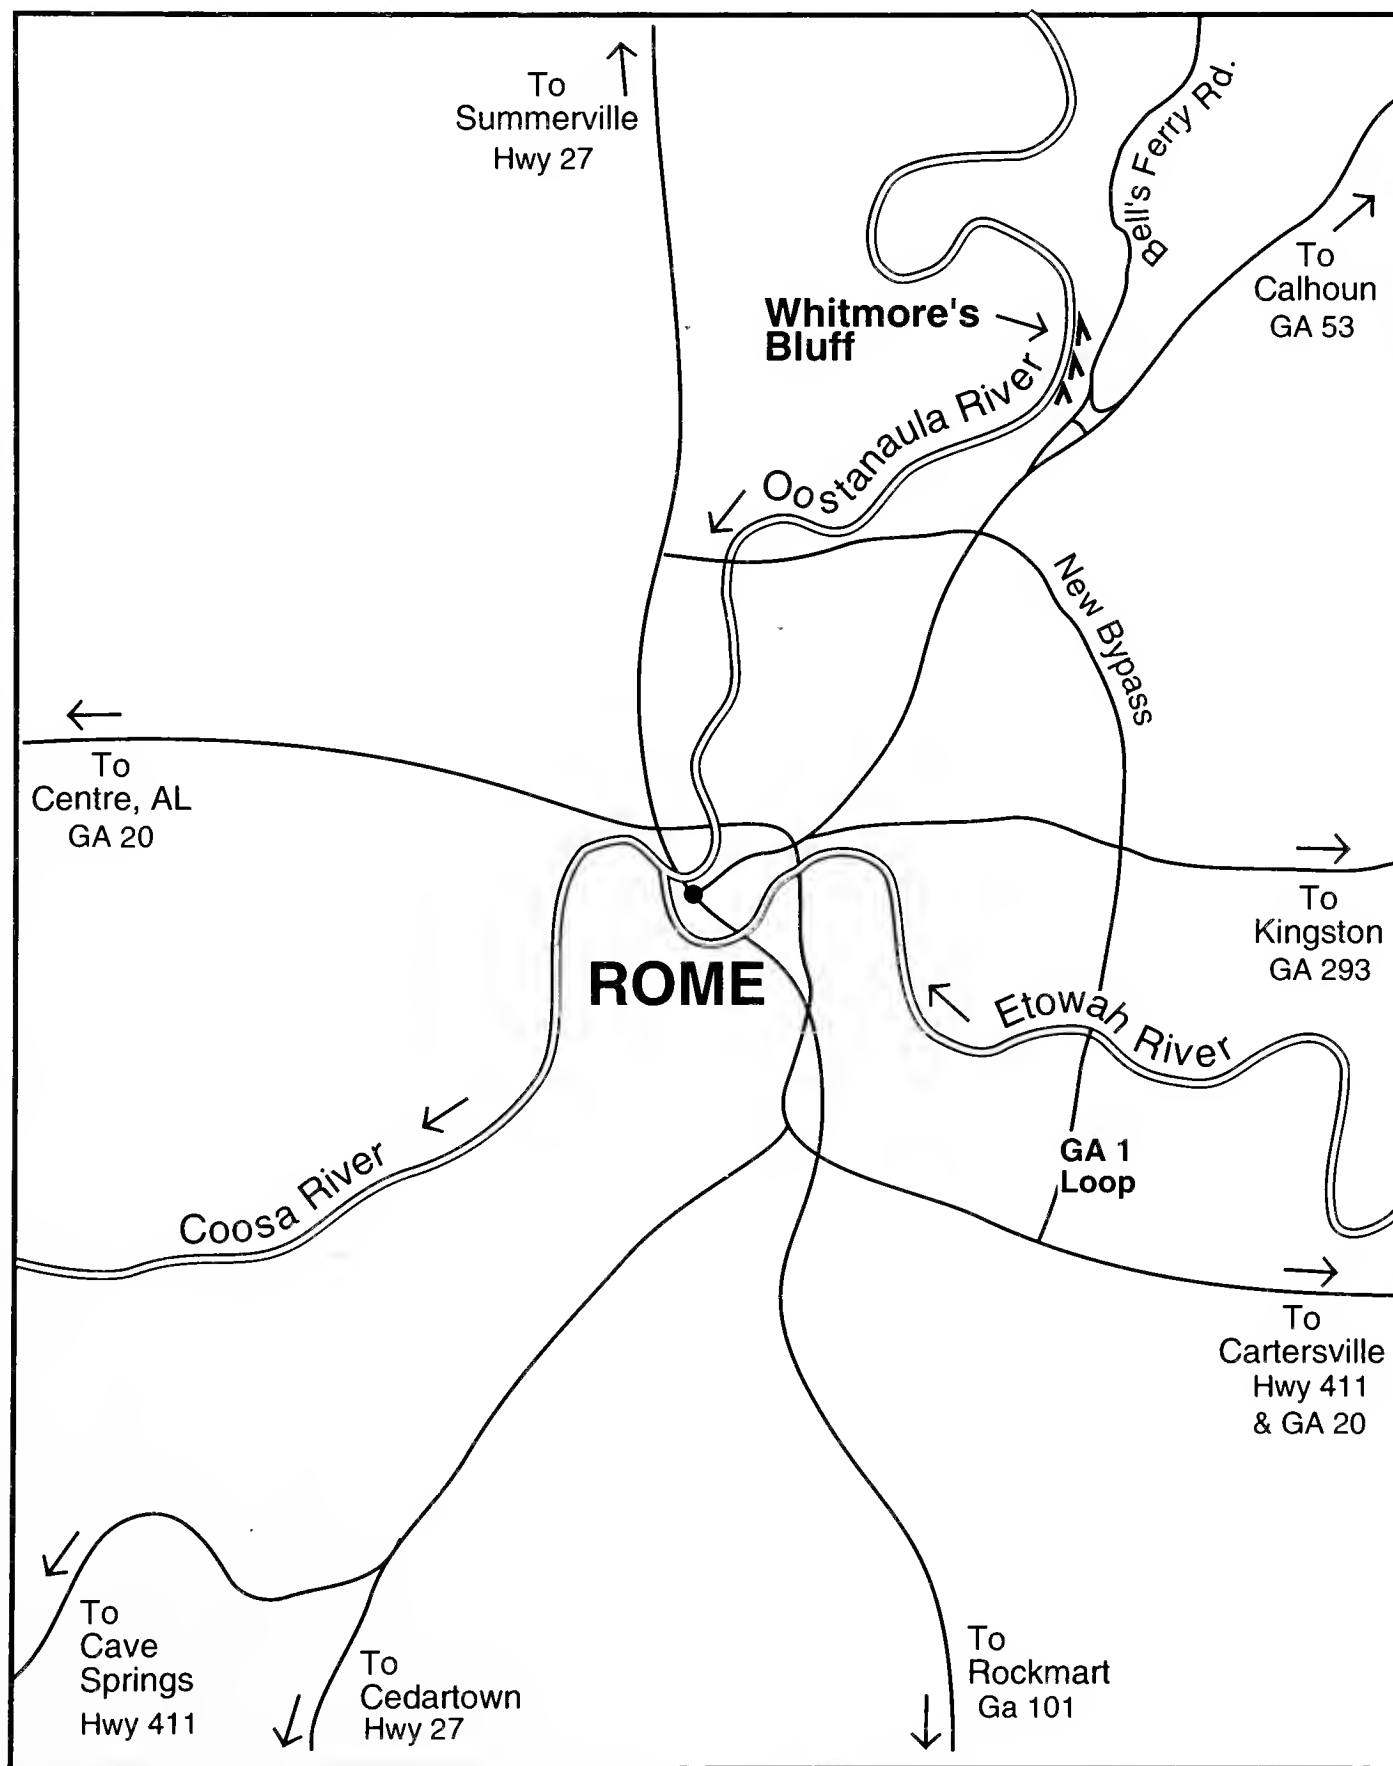 To
Summerville
Hwy 27
Bell's Ferry Rd.
To
Calhoun
GA 53
Whitmore's
Bluff
Oostanaula River
New Bypass
To
Centre, AL
GA 20
To
Kingston
GA 293
ROME
Etowah River
GA 1
Loop
Coosa River
To
Cartersville
Hwy 411
& GA 20
To
Cave
Springs
Hwy 411
To
Cedartown
Hwy 27
To
Rockmart
Ga 101